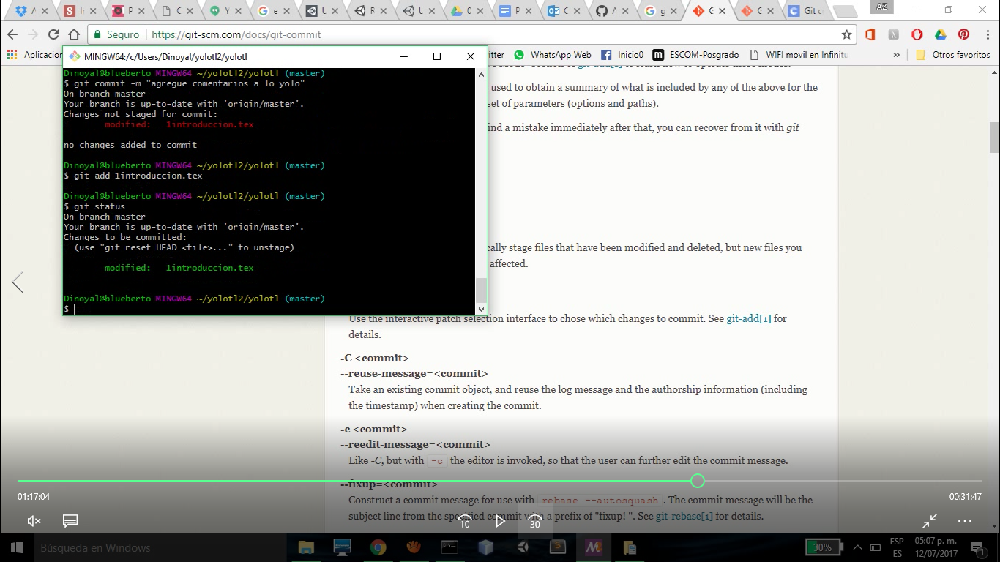 AZ
Seguro | https://git-scm.com/docs/git-commit
Aplicacion
witter
WhatsApp Web
Inicio0
ESCOM-Posgrado
WIFI movil en Infinitu
»
Otros favoritos
MINGW64:/c/Users/Dinoyal/yolotl2/yolotl
Dinoyal@blueberto MINGW64 ~/yolotl2/yolotl (master)
$ git commit -m "agregue comentarios a lo yolo"
On branch master
Your branch is up-to-date with 'origin/master'.
Changes not staged for commit:
modified: 1introduccion.tex
no changes added to commit
Dinoyal@blueberto MINGW64 ~/yolotl2/yolotl (master)
$ git add 1introduccion.tex
Dinoyal@blueberto MINGW64 ~/yolotl2/yolotl (master)
$ git status
On branch master
Your branch is up-to-date with 'origin/master'.
Changes to be committed:
(use "git reset HEAD <file>..." to unstage)
modified: 1introduccion.tex
Dinoyal@blueberto MINGW64 ~/yolotl2/yolotl (master)
$
used to obtain a summary of what is included by any of the above for the
set of parameters (options and paths).
ind a mistake immediately after that, you can recover from it with git
cally stage files that have been modified and deleted, but new files you
affected.
Use the interactive patch selection interface to chose which changes to commit. See git-add[1] for
details.
-C <commit>
--reuse-message=<commit>
Take an existing commit object, and reuse the log message and the authorship information (including
the timestamp) when creating the commit.
-c <commit>
--reedit-message=<commit>
Like -C, but with -c the editor is invoked, so that the user can further edit the commit message.
--fixup=<commit>
Construct a commit message for use with rebase --autosquash . The commit message will be the
subject line from the specified commit with a prefix of "fixup! ". See git-rebase[1] for details.
01:17:04
00:31:47
10
30
Búsqueda en Windows
30%
ESP
ES
05:07 p. m.
12/07/2017
1